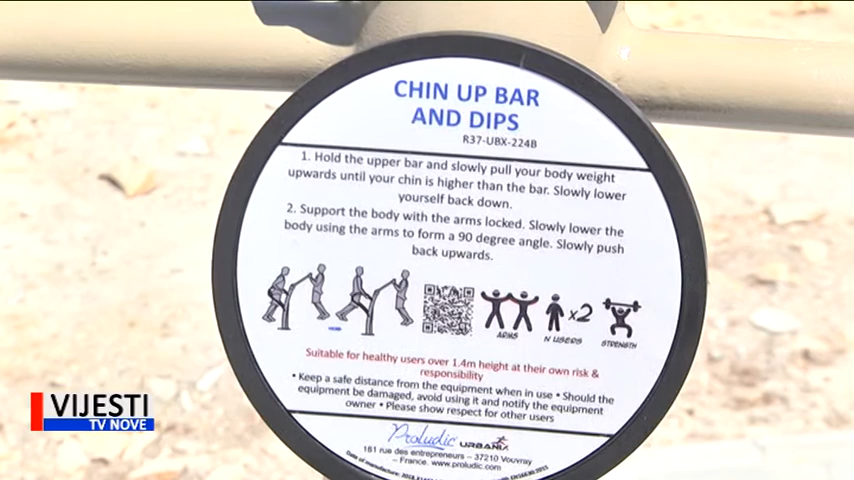 CHIN UP BAR
AND DIPS
R37-UBX-224B
1. Hold the upper bar and slowly pull your body weight
upwards until your chin is higher than the bar. Slowly lower
yourself back down.
2. Support the body with the arms locked. Slowly lower the
body using the arms to form a 90 degree angle. Slowly push
back upwards.
x2
ARMS
N USERS
STRENGTH
Suitable for healthy users over 1.4m height at their own risk &
responsibility
• Keep a safe distance from the equipment when in use • Should the
equipment be damaged, avoid using it and notify the equipment
owner • Please show respect for other users
Proludic URBANIX
181 rue des entrepreneurs – 37210 Vouvray
– France. www.proludic.com
Date of manufacture:
VIJESTI
TV NOVE